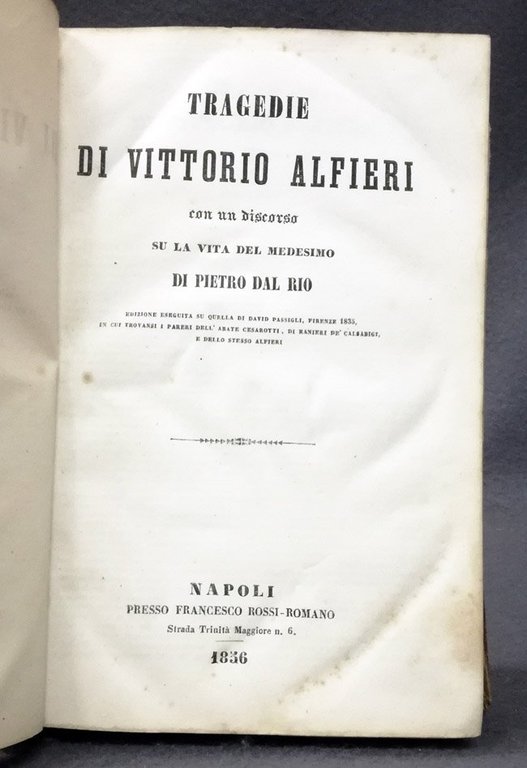 TRAGEDIE
DI VITTORIO ALFIERI
con un discorso
SU LA VITA DEL MEDESIMO
DI PIETRO DAL RIO
EDIZIONE ESEGUITA SU QUELLA DI DAVID PASSIGLI, FIRENZE 1835,
IN CUI TROVANSI I PARERI DELL' ABATE CESAROTTI, DI RANIERI DE' CALSABIGI,
E DELLO STESSO ALFIERI
NAPOLI
PRESSO FRANCESCO ROSSI-ROMANO
Strada Trinità Maggiore n. 6.
1856